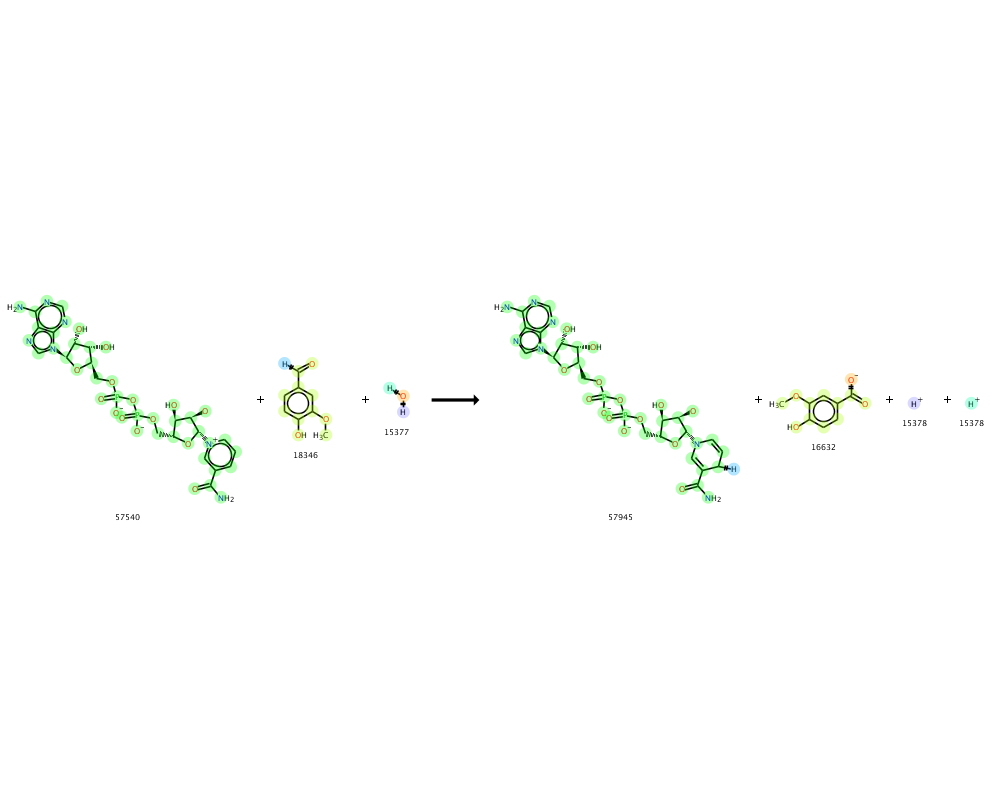 H₂N N N N N OH OH O O O P O⁻ O O P O⁻ O HO O O N⁺ O NH₂
57540
+
H O OH O H₃C
18346
+
H O H
15377
H₂N N N N N OH OH O O O P O⁻ O O P O⁻ O HO O O N H O NH₂
57945
+
O⁻ O O H₃C HO
16632
+
H⁺
15378
+
H⁺
15378